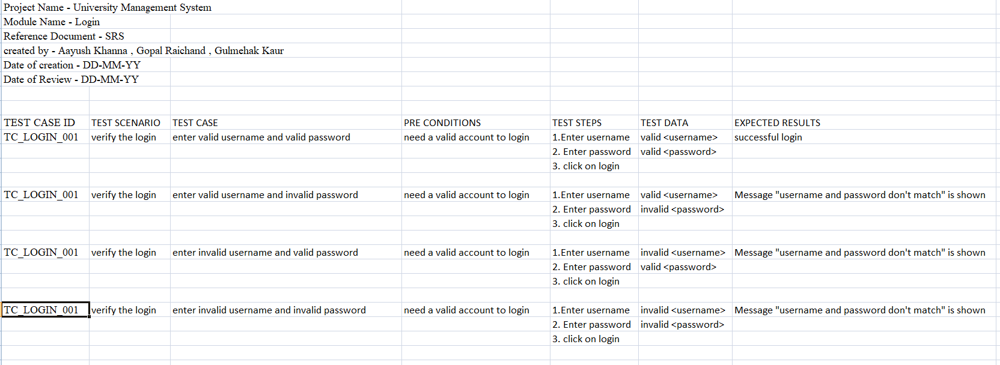 Project Name - University Management System
Module Name - Login
Reference Document - SRS
created by - Aayush Khanna , Gopal Raichand , Gulmehak Kaur
Date of creation - DD-MM-YY
Date of Review - DD-MM-YY
TEST CASE ID TEST SCENARIO TEST CASE PRE CONDITIONS TEST STEPS TEST DATA EXPECTED RESULTS
TC_LOGIN_001 verify the login enter valid username and valid password need a valid account to login 1.Enter username valid <username> successful login
2. Enter password valid <password>
3. click on login
TC_LOGIN_001 verify the login enter valid username and invalid password need a valid account to login 1.Enter username valid <username> Message "username and password don't match" is shown
2. Enter password invalid <password>
3. click on login
TC_LOGIN_001 verify the login enter invalid username and valid password need a valid account to login 1.Enter username invalid <username> Message "username and password don't match" is shown
2. Enter password valid <password>
3. click on login
TC_LOGIN_001 verify the login enter invalid username and invalid password need a valid account to login 1.Enter username invalid <username> Message "username and password don't match" is shown
2. Enter password invalid <password>
3. click on login